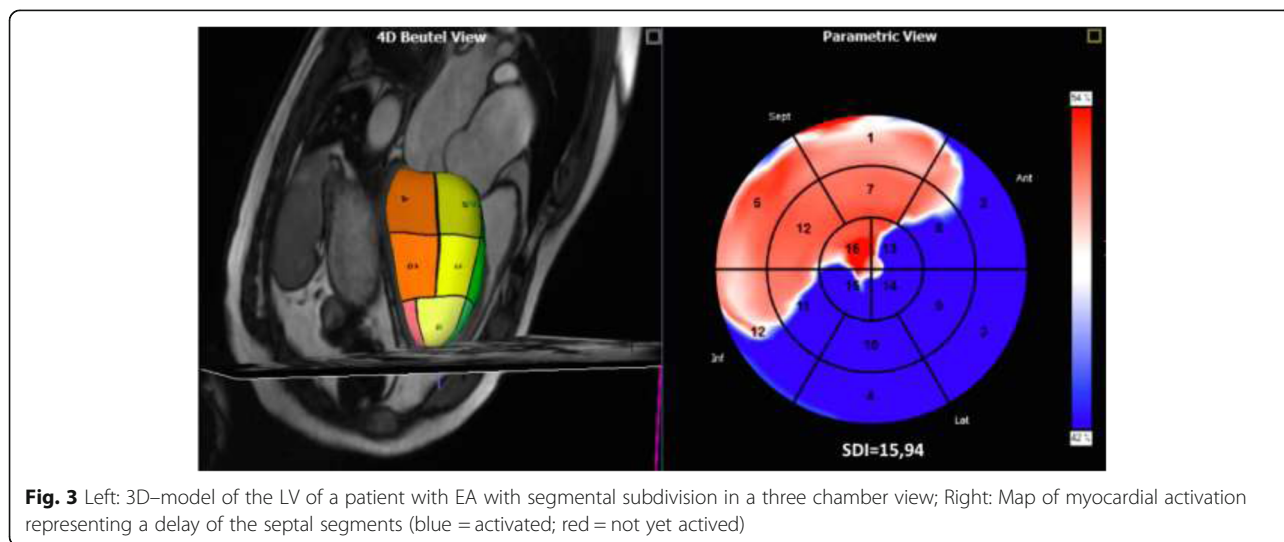 4D Beutel View
Parametric View
54 %
Sept
1
Ant
6
7
12
8
16
13
15
14
11
9
12
10
Inf
4
Lat
42 %
SDI=15,94
Fig. 3 Left: 3D–model of the LV of a patient with EA with segmental subdivision in a three chamber view; Right: Map of myocardial activation
representing a delay of the septal segments (blue = activated; red = not yet actived)